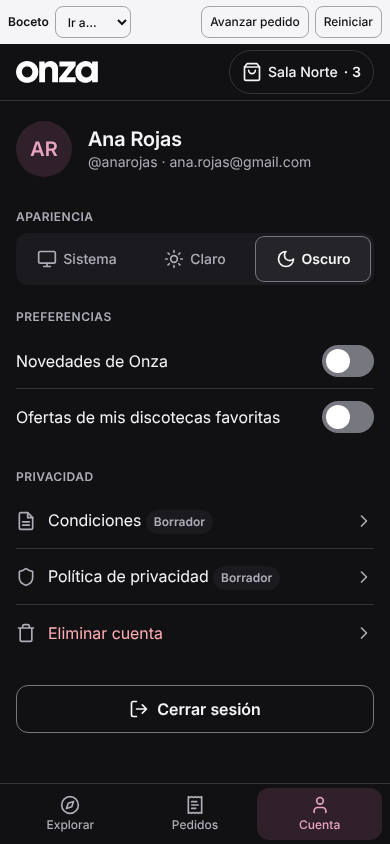 Boceto Ir a... Avanzar pedido Reiniciar
onza Sala Norte · 3
AR Ana Rojas
@anarojas · ana.rojas@gmail.com
APARIENCIA
Sistema Claro Oscuro
PREFERENCIAS
Novedades de Onza
Ofertas de mis discotecas favoritas
PRIVACIDAD
Condiciones Borrador
Política de privacidad Borrador
Eliminar cuenta
Cerrar sesión
Explorar Pedidos Cuenta